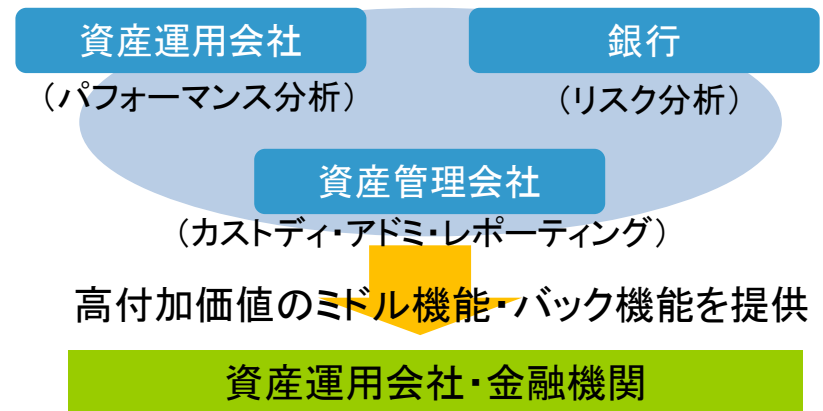 資産運用会社
銀行
（パフォーマンス分析）
（リスク分析）
資産管理会社
（カストディ・アドミ・レポーティング）
高付加価値のミドル機能・バック機能を提供
資産運用会社・金融機関